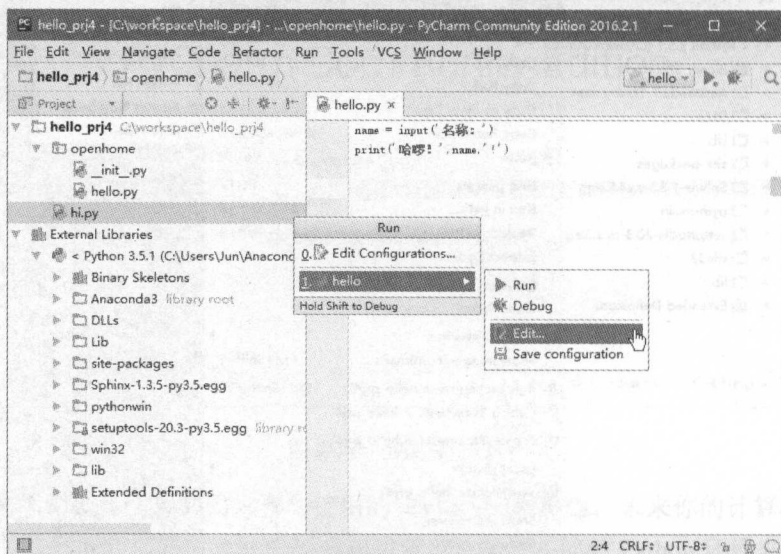 hello_prj4 - [C:\workspace\hello_prj4] - ...\openhome\hello.py - PyCharm Community Edition 2016.2.1
File Edit View Navigate Code Refactor Run Tools VCS Window Help
hello_prj4 openhome hello.py hello
Project hello.py ×
hello_prj4 C:\workspace\hello_prj4
openhome
__init__.py
hello.py
hi.py
External Libraries
< Python 3.5.1 (C:\Users\Jun\Anacond
Binary Skeletons
Anaconda3 library root
DLLs
Lib
site-packages
Sphinx-1.3.5-py3.5.egg
pythonwin
setuptools-20.3-py3.5.egg library ro
win32
lib
Extended Definitions
name = input('名称：')
print('哈啰！',name,'！')
Run
0. Edit Configurations...
1. hello
Hold Shift to Debug
Run
Debug
Edit...
Save configuration
2:4 CRLF÷ UTF-8÷